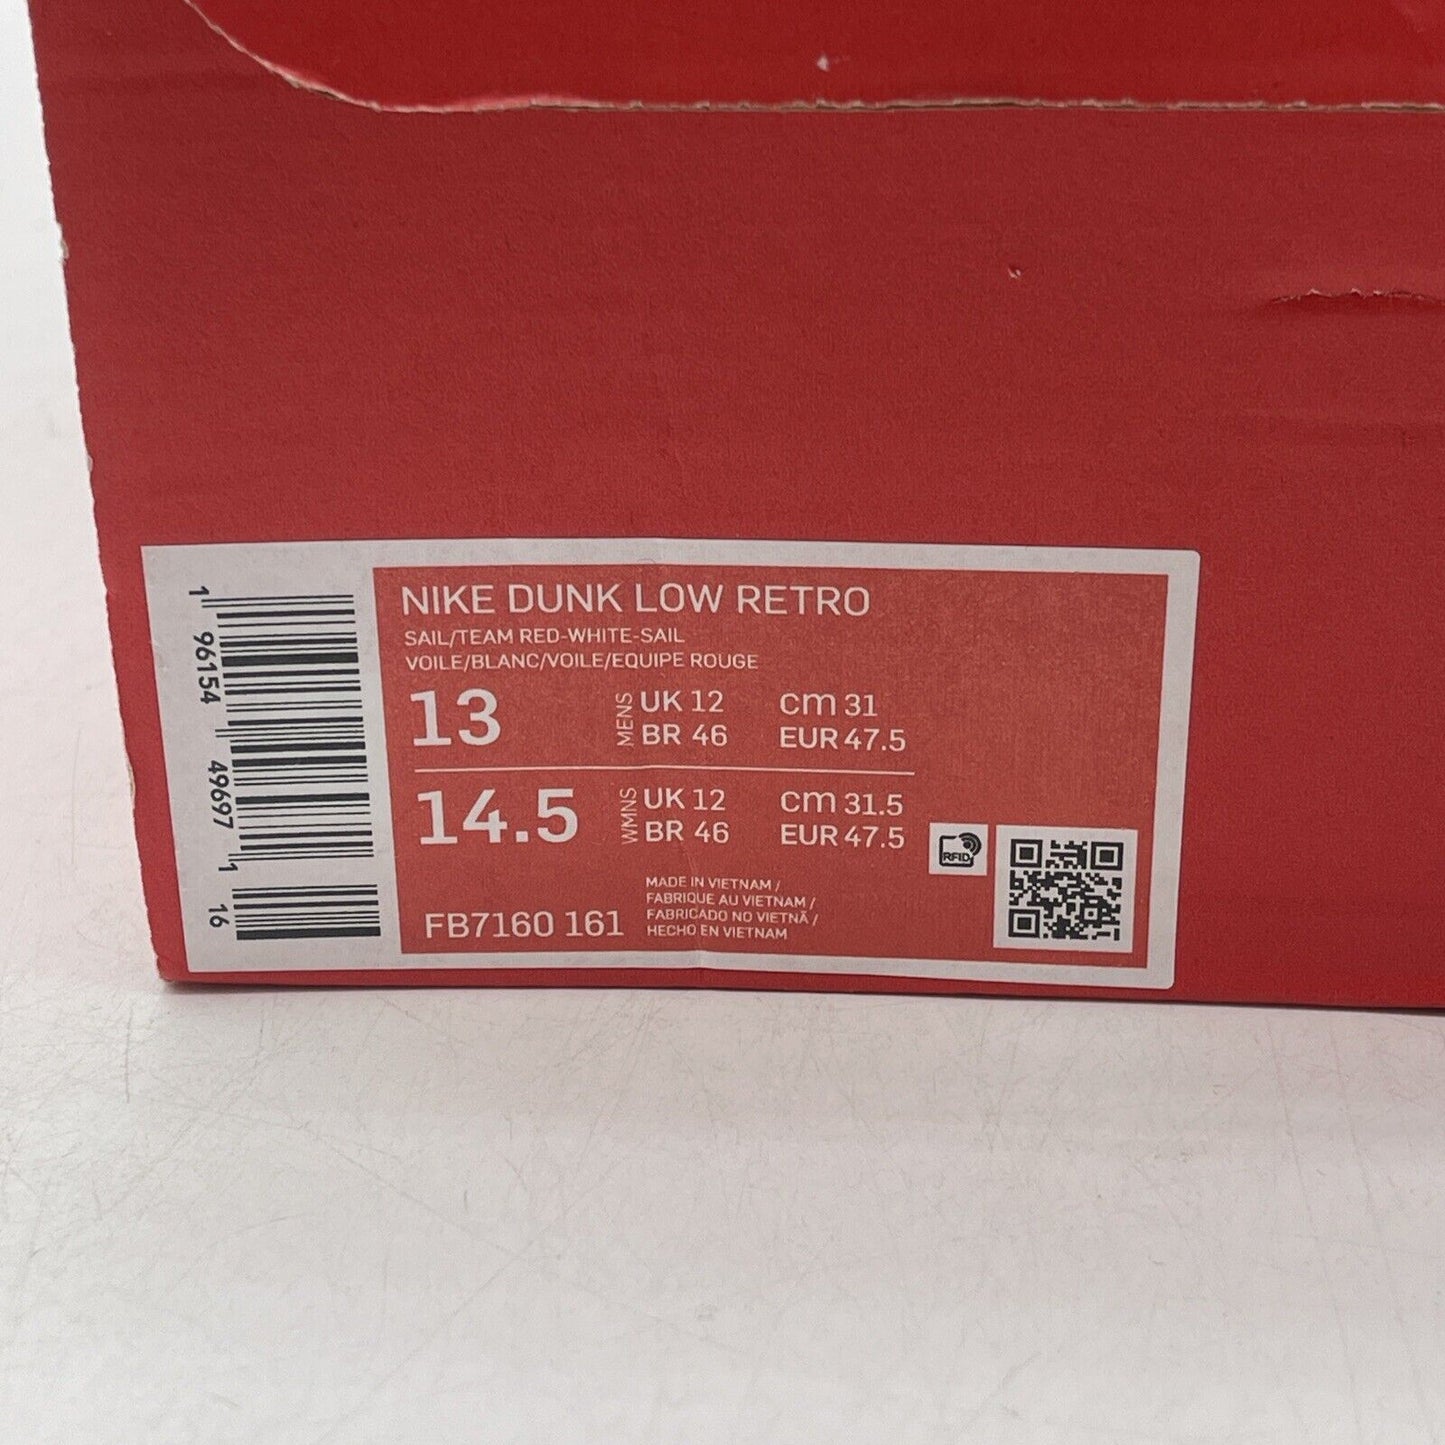 NIKE DUNK LOW RETRO
SAIL/TEAM RED-WHITE-SAIL
VOILE/BLANC/VOILE/EQUIPE ROUGE
13 MENS UK 12 CM 31
BR 46 EUR 47.5
14.5 WMNS UK 12 CM 31.5
BR 46 EUR 47.5
FB7160 161
MADE IN VIETNAM /
FABRIQUE AU VIETNAM /
FABRICADO NO VIETNÃ /
HECHO EN VIETNAM
RFID
1 96154 49697 1 16